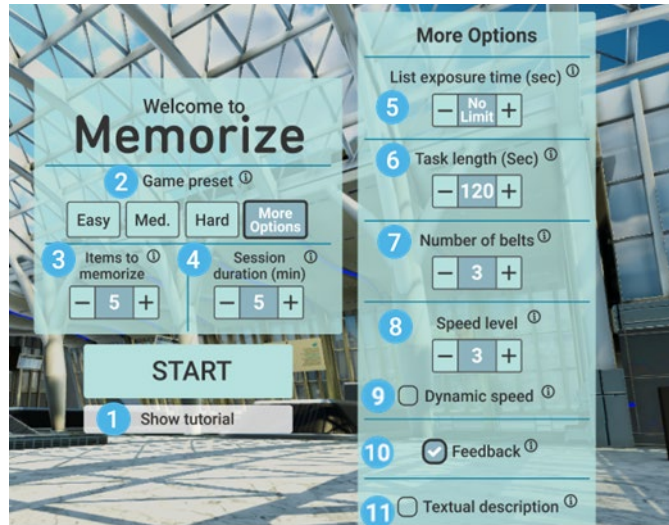 Welcome to
Memorize
2 Game preset ⓘ
Easy Med. Hard More Options
3 Items to memorize ⓘ
− 5 +
4 Session duration (min) ⓘ
− 5 +
START
1 Show tutorial
More Options
List exposure time (sec) ⓘ
5 − No Limit +
6 Task length (Sec) ⓘ
− 120 +
7 Number of belts ⓘ
− 3 +
8 Speed level ⓘ
− 3 +
9 Dynamic speed ⓘ
10 Feedback ⓘ
11 Textual description ⓘ